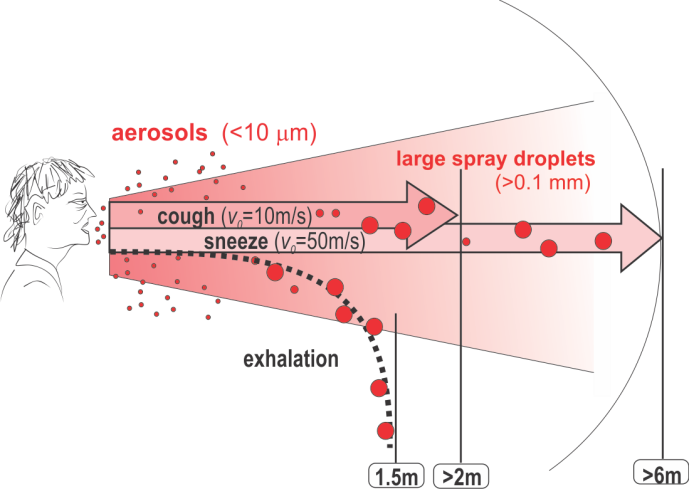 aerosols (<10 μm)
large spray droplets
(>0.1 mm)
cough (v₀=10m/s)
sneeze (v₀=50m/s)
exhalation
1.5m
>2m
>6m